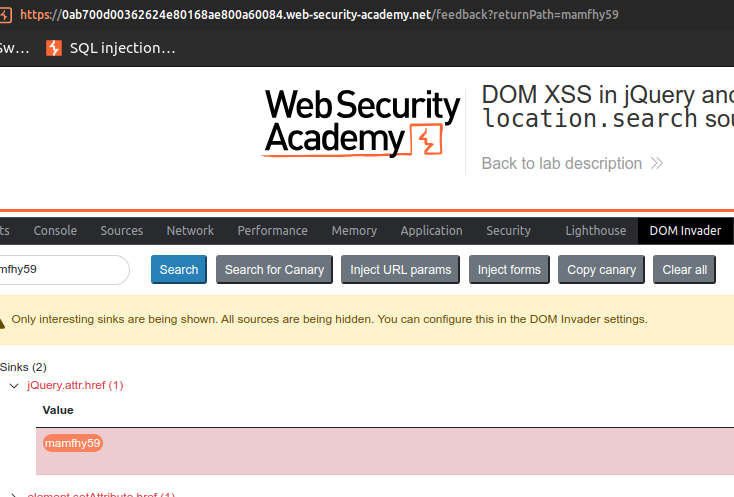 https://0ab700d00362624e80168ae800a60084.web-security-academy.net/feedback?returnPath=mamfhy59
Sw... SQL injection...
WebSecurity
Academy
DOM XSS in jQuery anc
location.search sou
Back to lab description
ts Console Sources Network Performance Memory Application Security Lighthouse DOM Invader
mfhy59 Search Search for Canary Inject URL params Inject forms Copy canary Clear all
Only interesting sinks are being shown. All sources are being hidden. You can configure this in the DOM Invader settings.
Sinks (2)
jQuery.attr.href (1)
Value
mamfhy59
element.setAttribute.href (1)